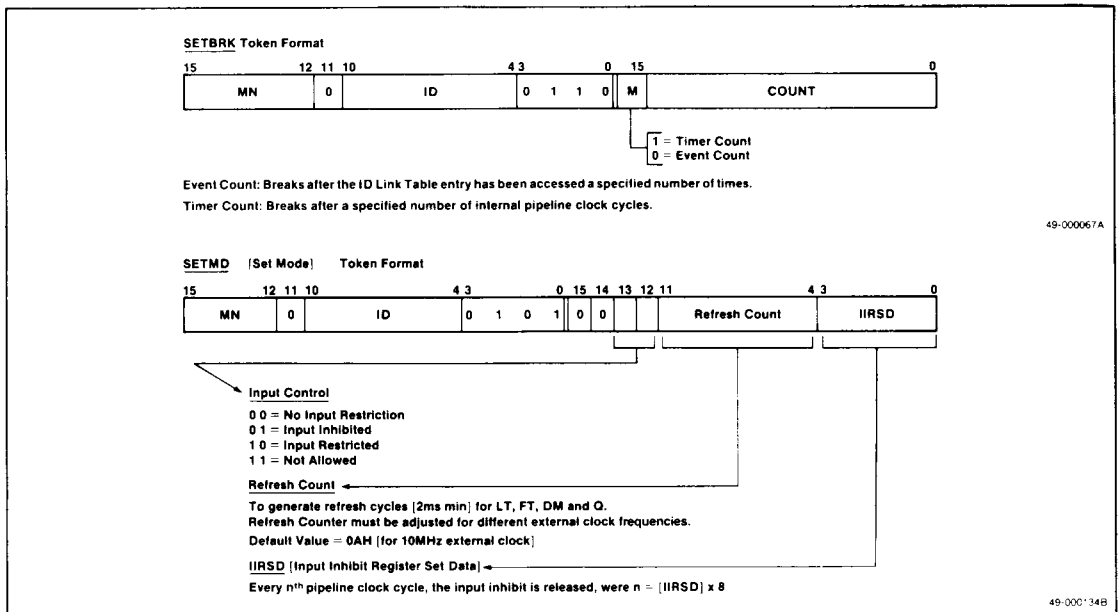 SETBRK Token Format
15 12 11 10 4 3 0 15 0
MN 0 ID 0 1 1 0 M COUNT
1 = Timer Count
0 = Event Count
Event Count: Breaks after the ID Link Table entry has been accessed a specified number of times.
Timer Count: Breaks after a specified number of internal pipeline clock cycles.
49-000067A
SETMD [Set Mode] Token Format
15 12 11 10 4 3 0 15 14 13 12 11 4 3 0
MN 0 ID 0 1 0 1 0 0 Refresh Count IIRSD
Input Control
0 0 = No Input Restriction
0 1 = Input Inhibited
1 0 = Input Restricted
1 1 = Not Allowed
Refresh Count
To generate refresh cycles [2ms min] for LT, FT, DM and Q.
Refresh Counter must be adjusted for different external clock frequencies.
Default Value = 0AH [for 10MHz external clock]
IIRSD [Input Inhibit Register Set Data]
Every nth pipeline clock cycle, the input inhibit is released, were n = [IIRSD] x 8
49-000134B